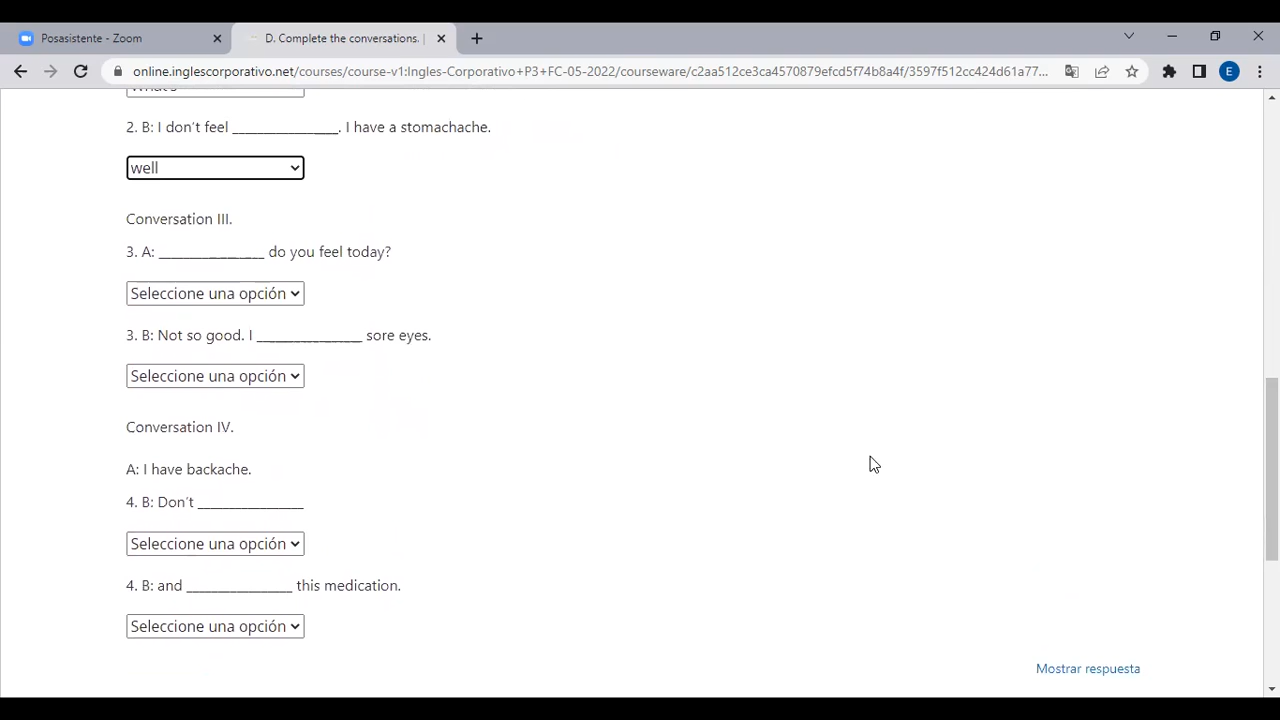 Posasistente - Zoom
D. Complete the conversations. |
online.inglescorporativo.net/courses/course-v1:Ingles-Corporativo+P3+FC-05-2022/courseware/c2aa512ce3ca4570879efcd5f74b8a4f/3597f512cc424d61a77...
E
What's
2. B: I don't feel _______________. I have a stomachache.
well
Conversation III.
3. A: _______________ do you feel today?
Seleccione una opción
3. B: Not so good. I _______________ sore eyes.
Seleccione una opción
Conversation IV.
A: I have backache.
4. B: Don't _______________
Seleccione una opción
4. B: and _______________ this medication.
Seleccione una opción
Mostrar respuesta